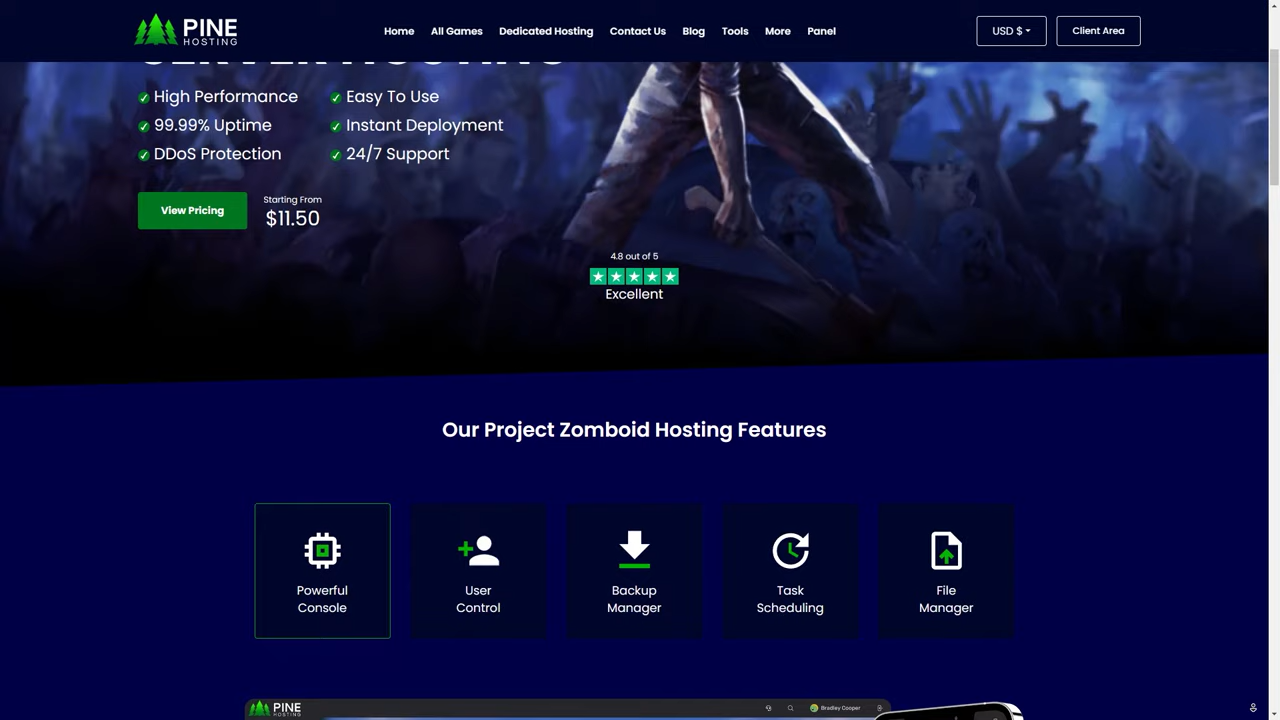 PINE
HOSTING
Home
All Games
Dedicated Hosting
Contact Us
Blog
Tools
More
Panel
USD $
Client Area
SERVER HOSTING
High Performance
Easy To Use
99.99% Uptime
Instant Deployment
DDoS Protection
24/7 Support
View Pricing
Starting From
$11.50
4.8 out of 5
Excellent
Our Project Zomboid Hosting Features
Powerful
Console
User
Control
Backup
Manager
Task
Scheduling
File
Manager
PINE
HOSTING
Bradley Cooper